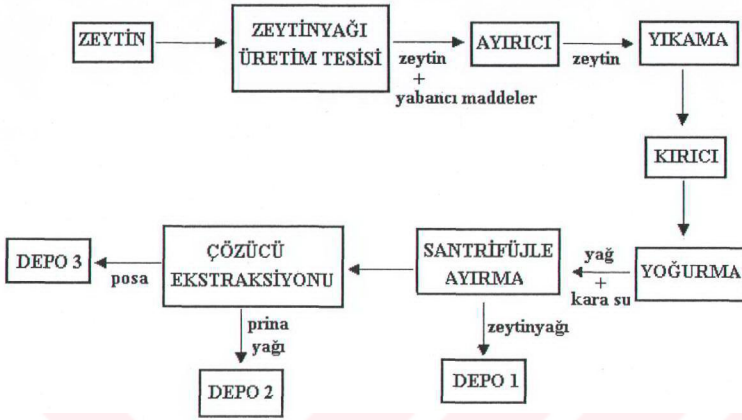 ZEYTİN
ZEYTİNYAĞI
ÜRETİM TESİSİ
zeytin
+
yabancı maddeler
AYIRICI
zeytin
YIKAMA
KIRICI
YOĞURMA
yağ
+
kara su
SANTRİFÜJLE
AYIRMA
zeytinyağı
DEPO 1
ÇÖZÜCÜ
EKSTRAKSİYONU
prina
yağı
DEPO 2
posa
DEPO 3